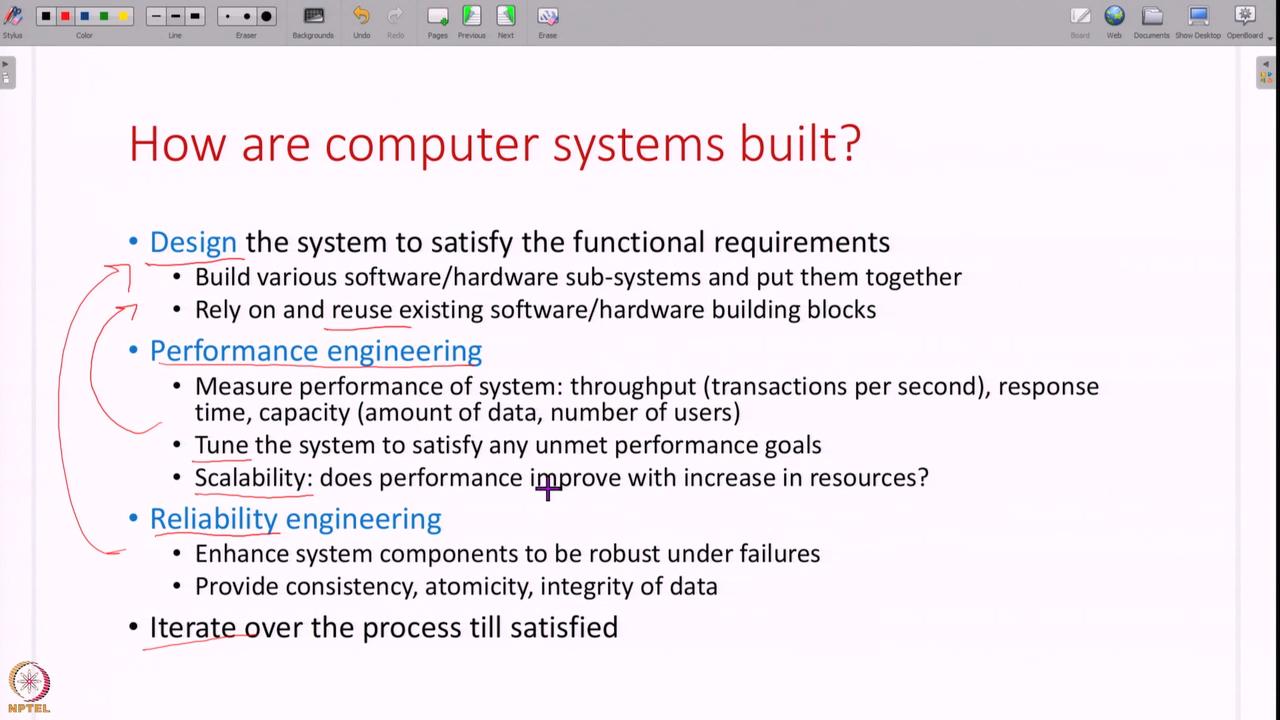 Stylus
Color
Line
Eraser
Backgrounds
Undo
Redo
Pages
Previous
Next
Erase
Board
Web
Documents
Show Desktop
OpenBoard
How are computer systems built?
• Design the system to satisfy the functional requirements
• Build various software/hardware sub-systems and put them together
• Rely on and reuse existing software/hardware building blocks
• Performance engineering
• Measure performance of system: throughput (transactions per second), response
time, capacity (amount of data, number of users)
• Tune the system to satisfy any unmet performance goals
• Scalability: does performance improve with increase in resources?
• Reliability engineering
• Enhance system components to be robust under failures
• Provide consistency, atomicity, integrity of data
• Iterate over the process till satisfied
NPTEL